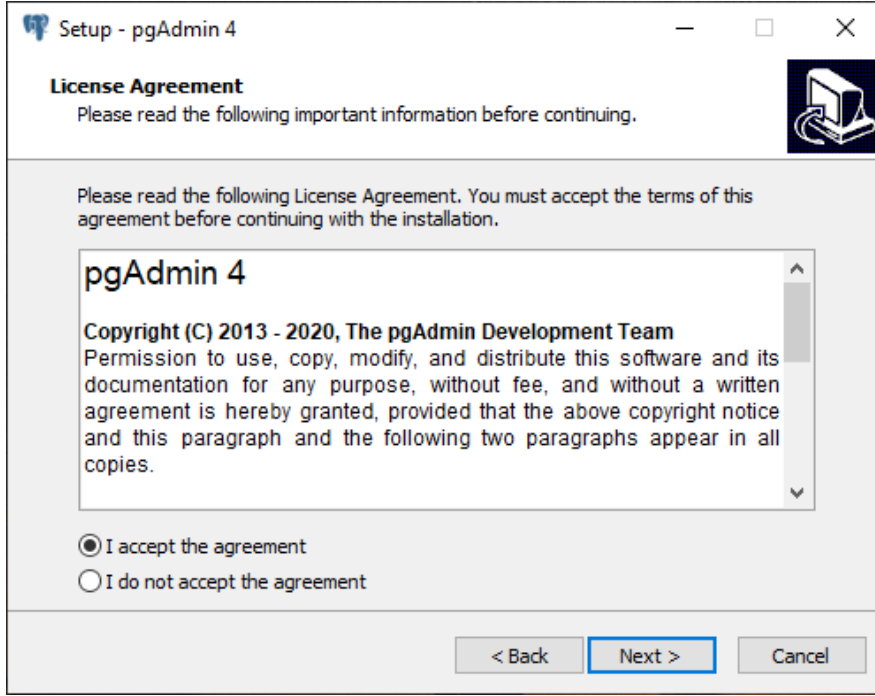 Setup - pgAdmin 4
License Agreement
Please read the following important information before continuing.
Please read the following License Agreement. You must accept the terms of this
agreement before continuing with the installation.
pgAdmin 4
Copyright (C) 2013 - 2020, The pgAdmin Development Team
Permission to use, copy, modify, and distribute this software and its
documentation for any purpose, without fee, and without a written
agreement is hereby granted, provided that the above copyright notice
and this paragraph and the following two paragraphs appear in all
copies.
I accept the agreement
I do not accept the agreement
< Back Next > Cancel